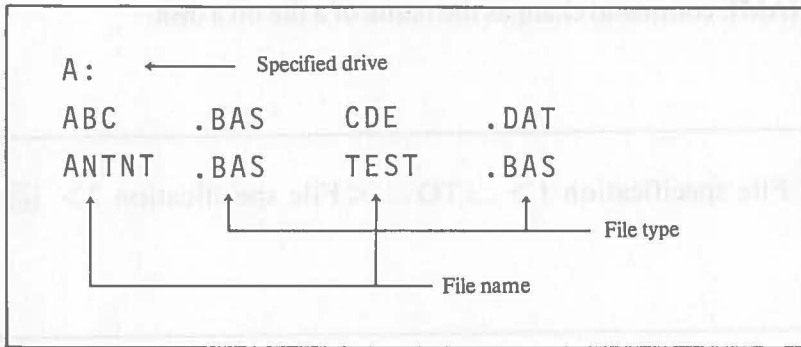 A: Specified drive
ABC .BAS CDE .DAT
ANTNT .BAS TEST .BAS
File type
File name